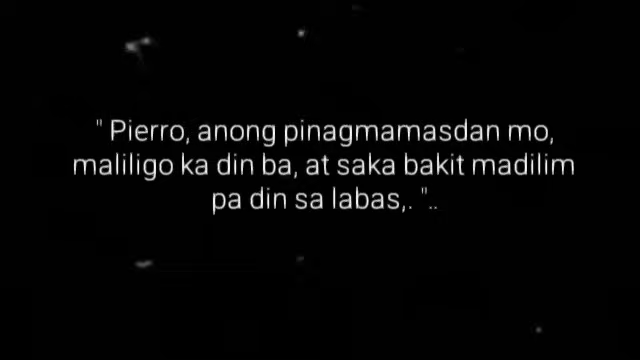 " Pierro, anong pinagmamasdan mo,
maliligo ka din ba, at saka bakit madilim
pa din sa labas,. "..